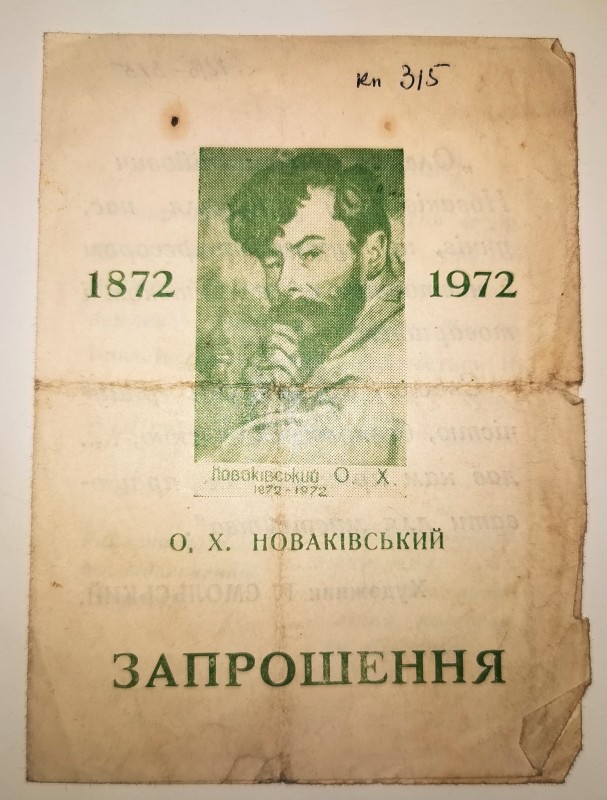 кп 315
1872
1972
Новаківський О. Х
1872-1972
О. Х. НОВАКІВСЬКИЙ
ЗАПРОШЕННЯ